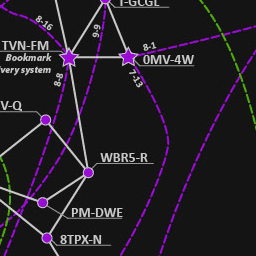 T-GCGL
8-16
9-9
TVN-FM
Bookmark
very system
8-1
0MV-4W
8-8
7-13
V-Q
WBR5-R
PM-DWE
8TPX-N